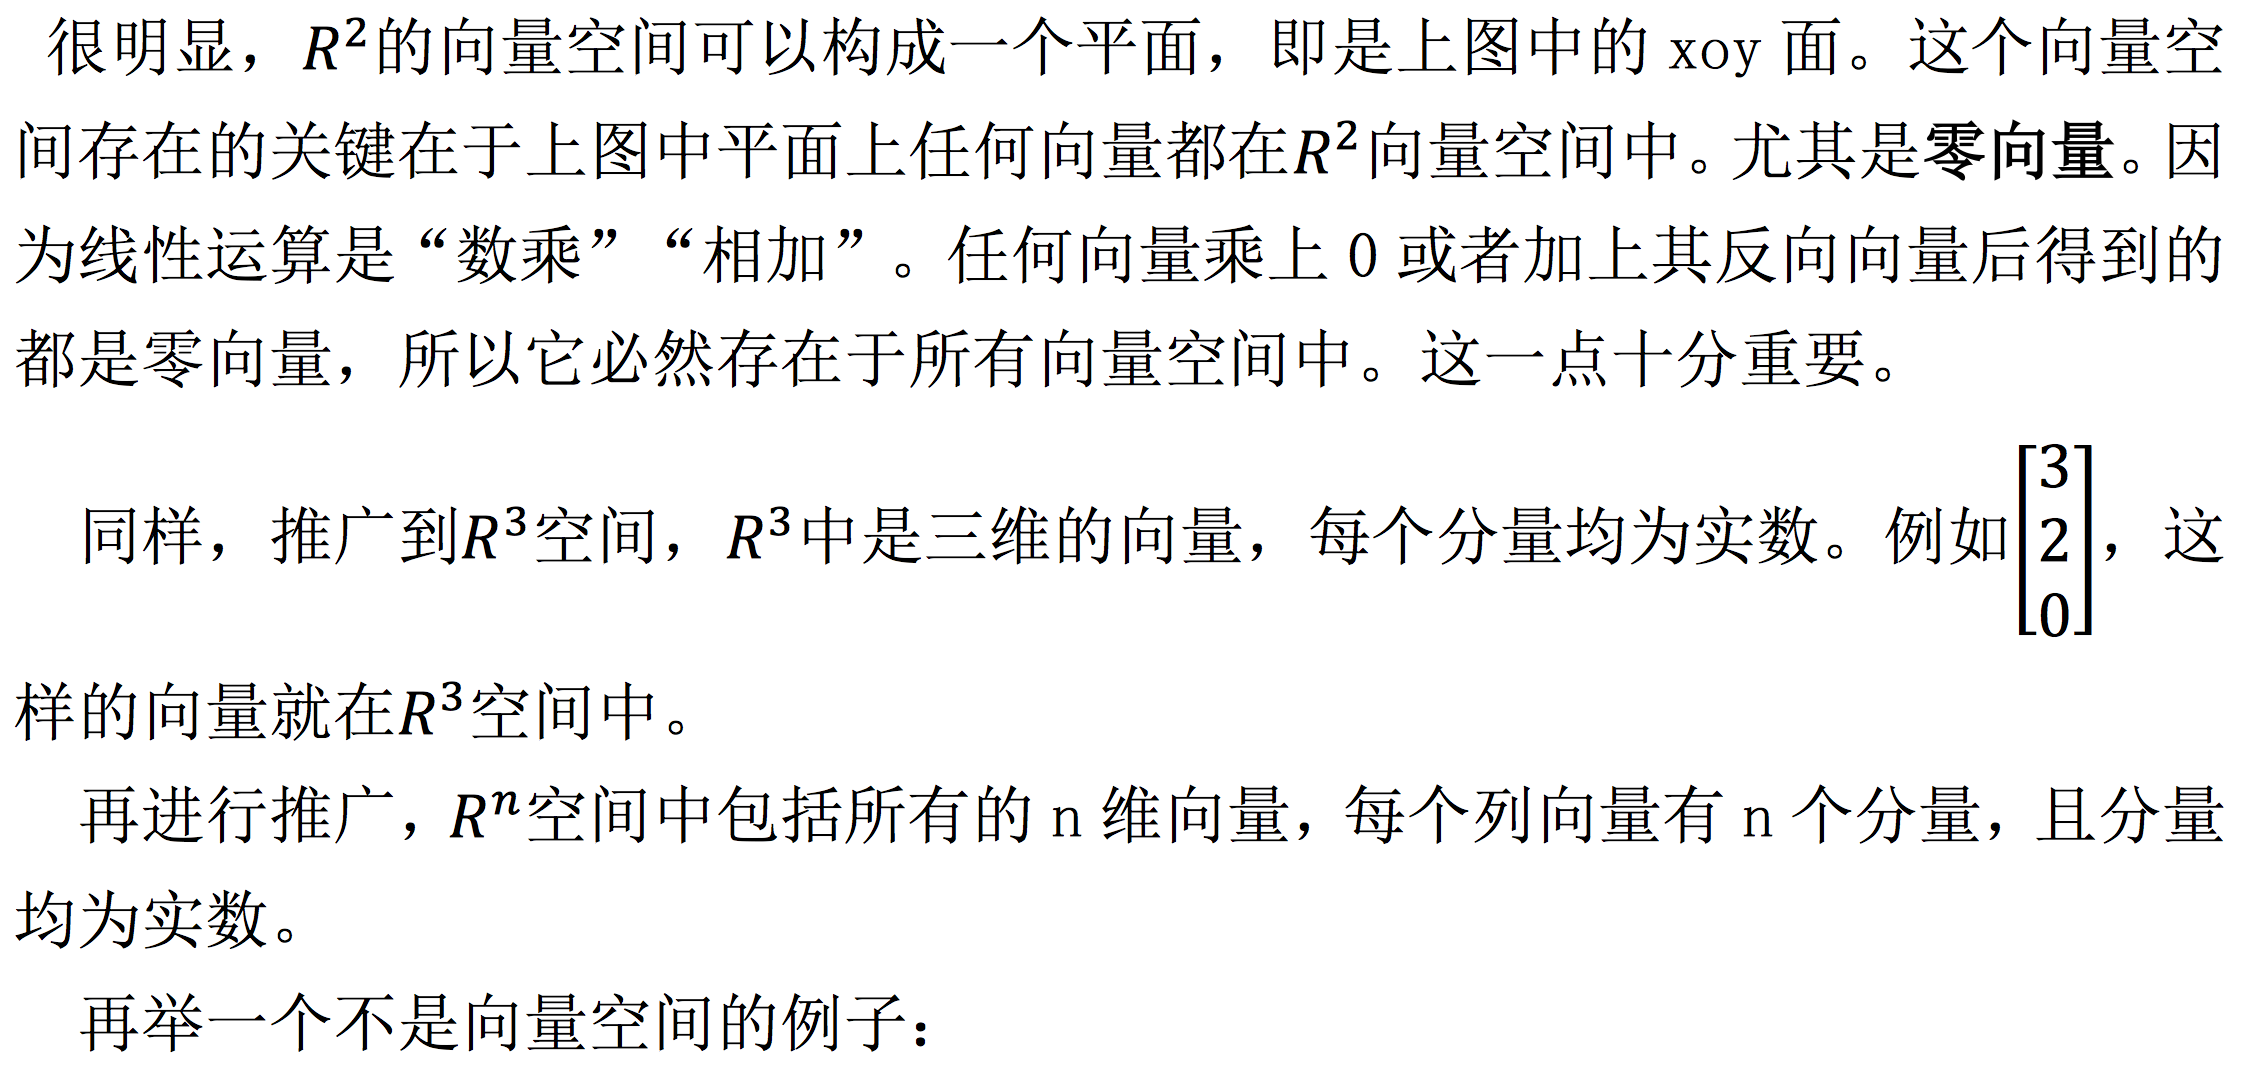 很明显，R²的向量空间可以构成一个平面，即是上图中的 xoy 面。这个向量空
间存在的关键在于上图中平面上任何向量都在R²向量空间中。尤其是零向量。因
为线性运算是“数乘”“相加”。任何向量乘上 0 或者加上其反向向量后得到的
都是零向量，所以它必然存在于所有向量空间中。这一点十分重要。
同样，推广到R³空间，R³中是三维的向量，每个分量均为实数。例如[3 2 0]，这
样的向量就在R³空间中。
再进行推广，Rⁿ空间中包括所有的 n 维向量，每个列向量有 n 个分量，且分量
均为实数。
再举一个不是向量空间的例子：